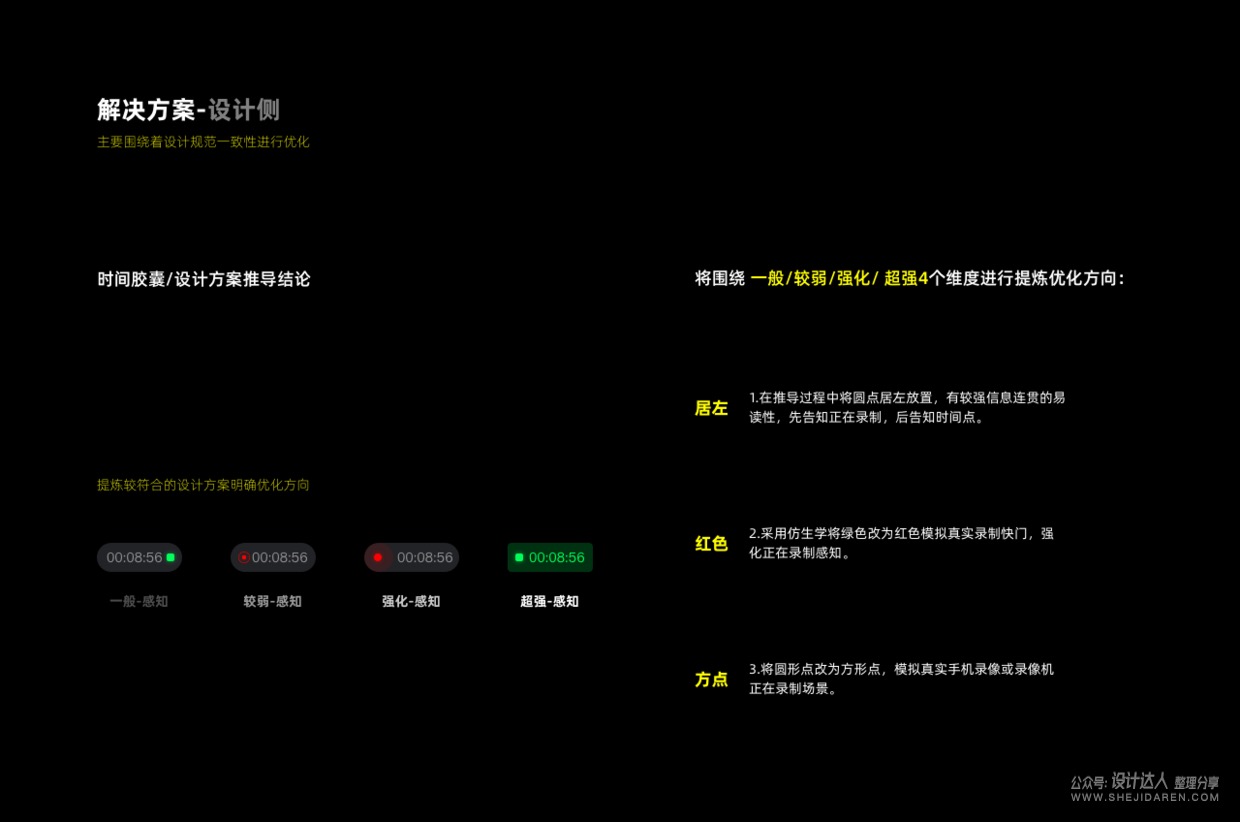 解决方案-设计侧
主要围绕着设计规范一致性进行优化
时间胶囊/设计方案推导结论
提炼较符合的设计方案明确优化方向
00:08:56
00:08:56
00:08:56
00:08:56
一般-感知
较弱-感知
强化-感知
超强-感知
将围绕 一般/较弱/强化/ 超强4个维度进行提炼优化方向:
居左
1.在推导过程中将圆点居左放置，有较强信息连贯的易
读性，先告知正在录制，后告知时间点。
红色
2.采用仿生学将绿色改为红色模拟真实录制快门，强
化正在录制感知。
方点
3.将圆形点改为方形点，模拟真实手机录像或录像机
正在录制场景。
公众号: 设计达人 整理分享
WWW.SHEJIDAREN.COM